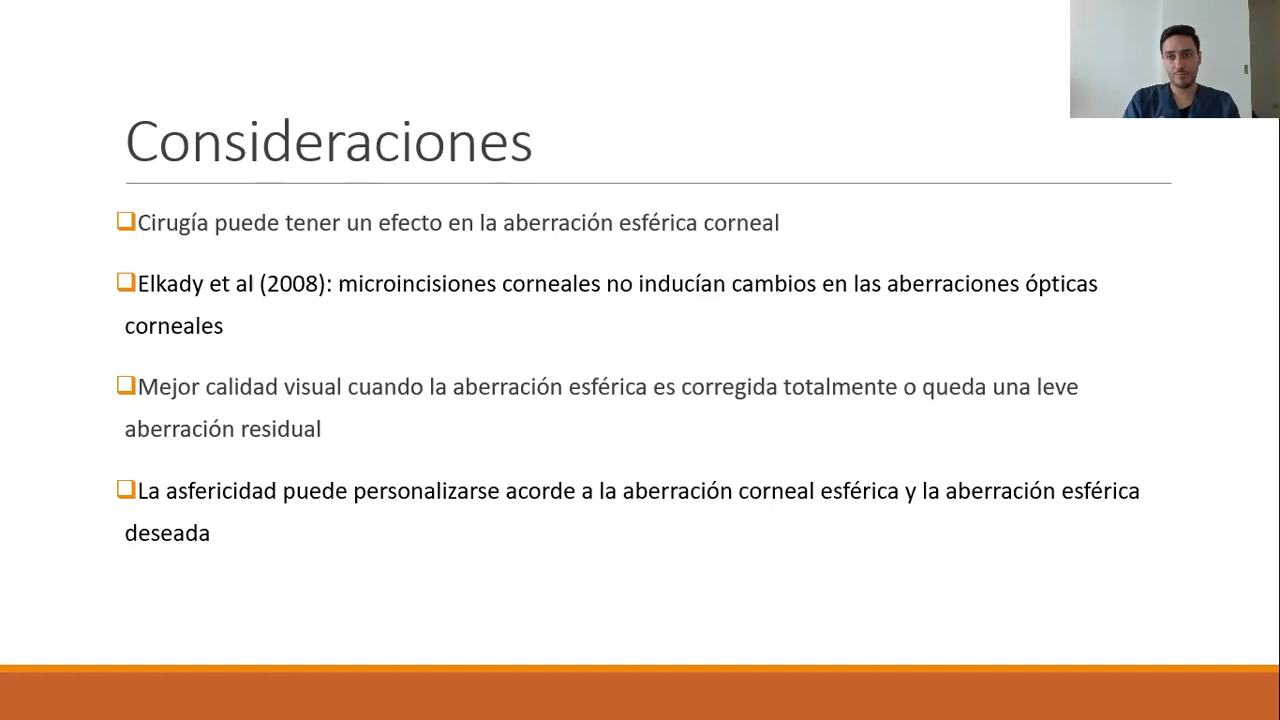 Consideraciones
Cirugía puede tener un efecto en la aberración esférica corneal
Elkady et al (2008): microincisiones corneales no inducían cambios en las aberraciones ópticas
corneales
Mejor calidad visual cuando la aberración esférica es corregida totalmente o queda una leve
aberración residual
La asfericidad puede personalizarse acorde a la aberración corneal esférica y la aberración esférica
deseada